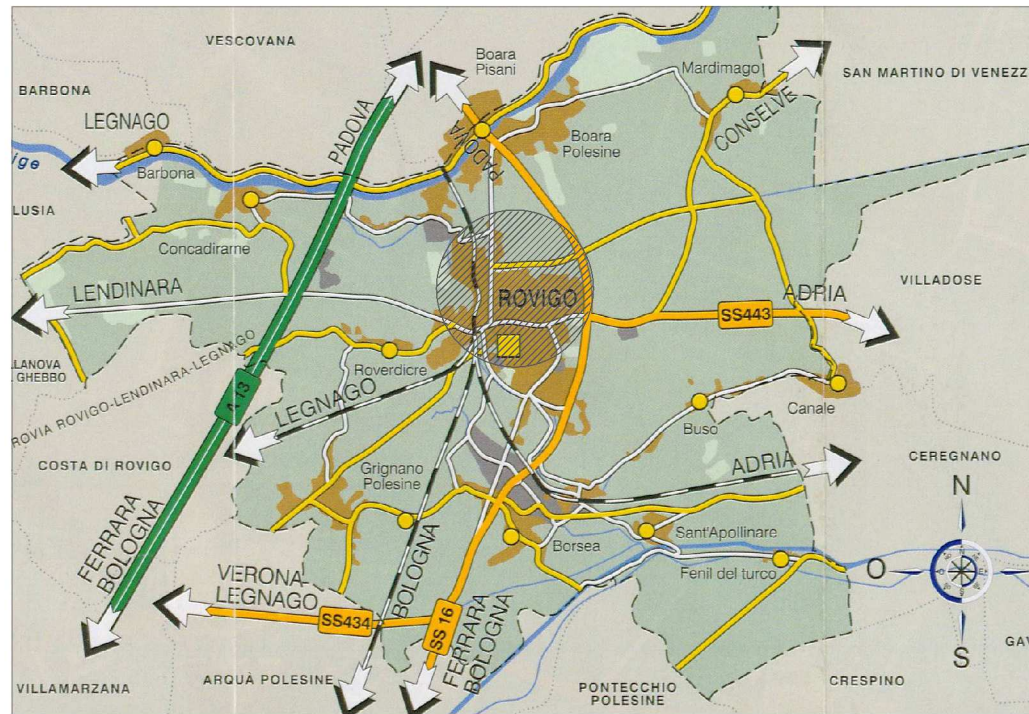 VESCOVANA
Boara
Pisani
Mardimago
SAN MARTINO DI VENEZZ
BARBONA
LEGNAGO
PADOVA
PADOVA
CONSELVE
Boara
Polesine
ige
Barbona
LUSIA
Concadirame
LENDINARA
ROVIGO
VILLADOSE
ADRIA
SS443
LLANOVA
L GHEBBO
ROVIA ROVIGO-LENDINARA-LEGNAGO
Roverdicre
A 13
LEGNAGO
Canale
Buso
COSTA DI ROVIGO
Grignano
Polesine
ADRIA
CEREGNANO
N
FERRARA
BOLOGNA
Borsea
Sant'Apollinare
Fenil del turco
O
VERONA-
LEGNAGO
BOLOGNA
SS434
SS 16
FERRARA
BOLOGNA
S
GAV
VILLAMARZANA
ARQUÀ POLESINE
PONTECCHIO
POLESINE
CRESPINO